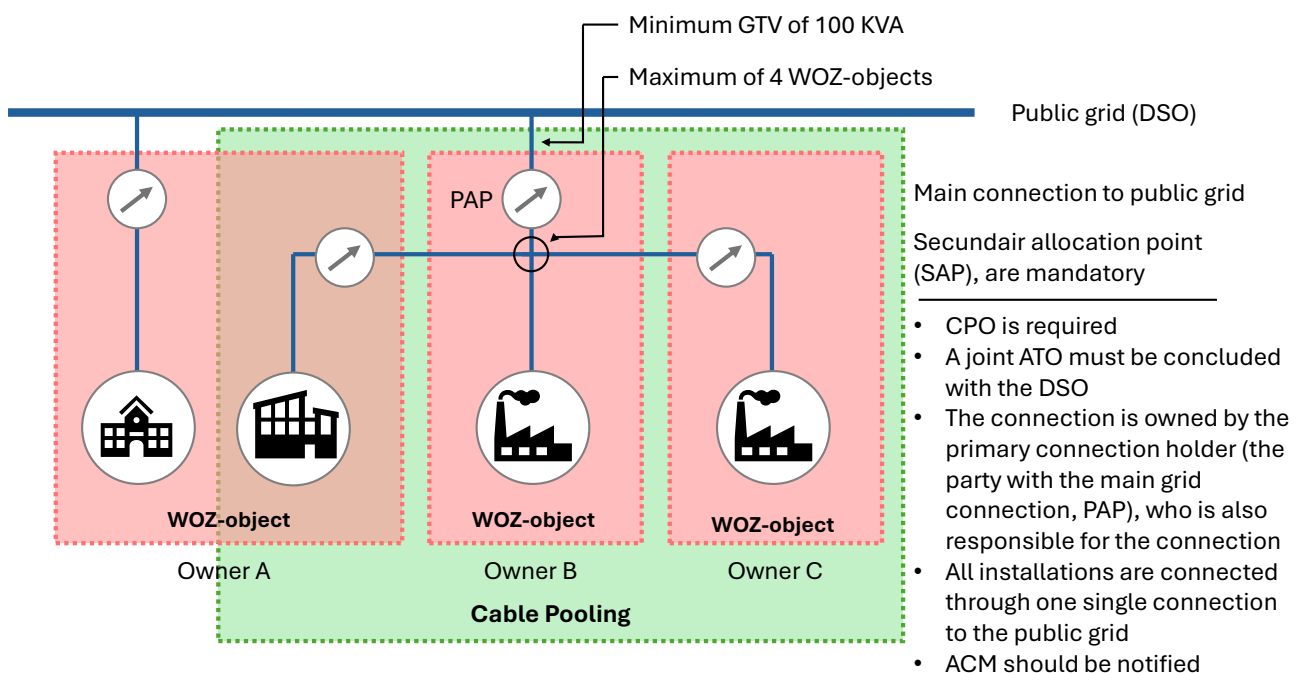 Minimum GTV of 100 KVA
Maximum of 4 WOZ-objects
Public grid (DSO)
PAP
Main connection to public grid
Secundair allocation point
(SAP), are mandatory
• CPO is required
• A joint ATO must be concluded
with the DSO
• The connection is owned by the
primary connection holder (the
party with the main grid
connection, PAP), who is also
responsible for the connection
• All installations are connected
through one single connection
to the public grid
• ACM should be notified
WOZ-object
WOZ-object
WOZ-object
Owner A
Owner B
Owner C
Cable Pooling